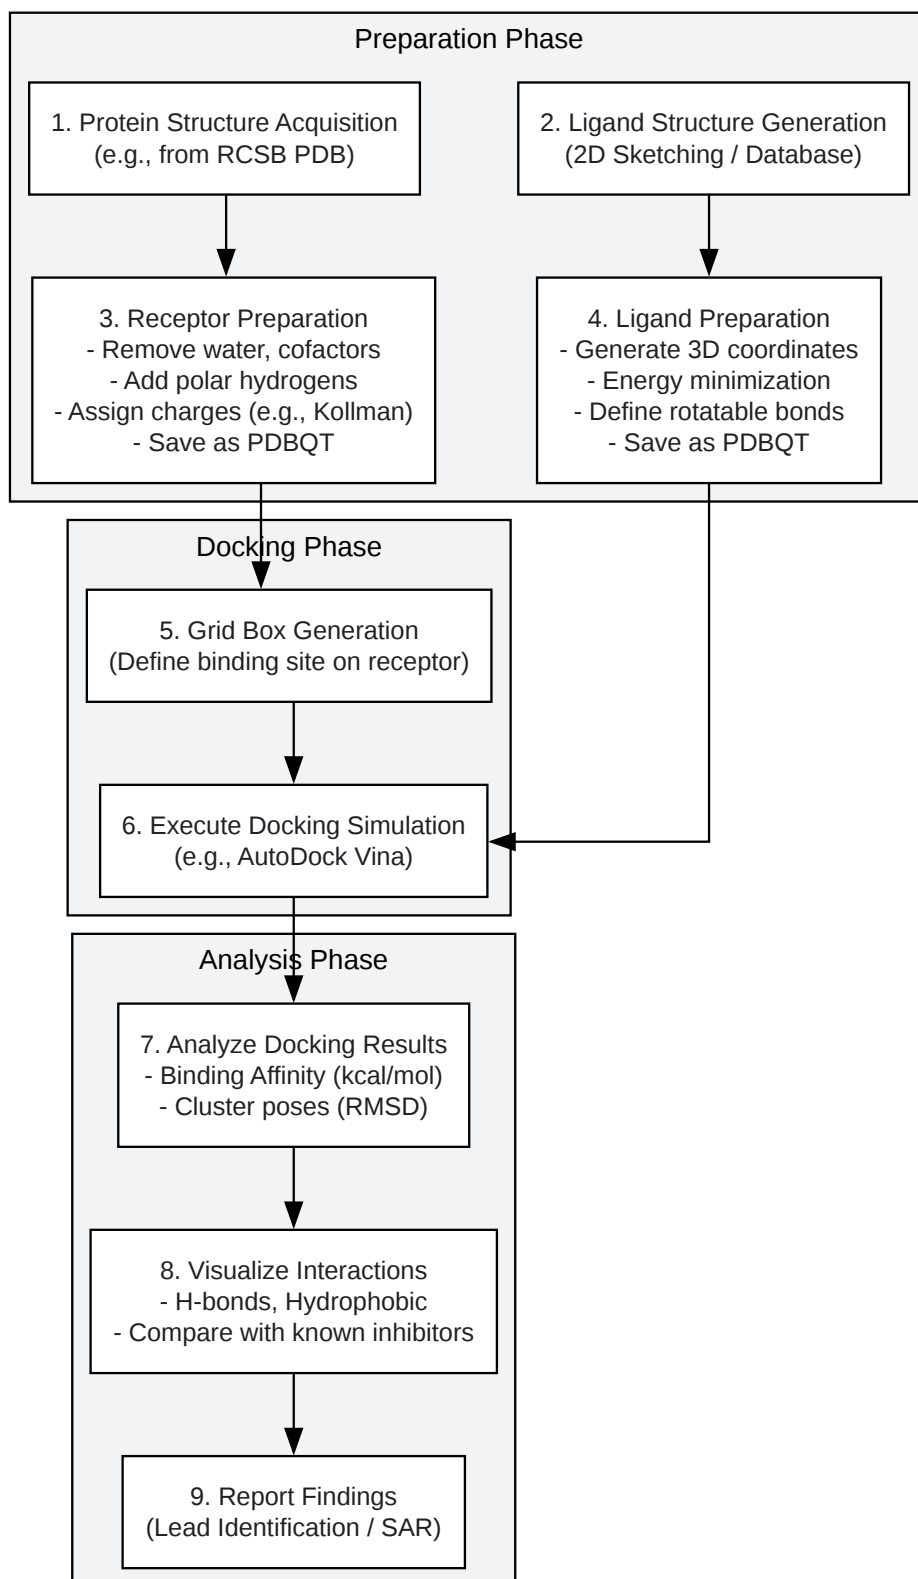 Preparation Phase
1. Protein Structure Acquisition
(e.g., from RCSB PDB)
2. Ligand Structure Generation
(2D Sketching / Database)
3. Receptor Preparation
- Remove water, cofactors
- Add polar hydrogens
- Assign charges (e.g., Kollman)
- Save as PDBQT
4. Ligand Preparation
- Generate 3D coordinates
- Energy minimization
- Define rotatable bonds
- Save as PDBQT
Docking Phase
5. Grid Box Generation
(Define binding site on receptor)
6. Execute Docking Simulation
(e.g., AutoDock Vina)
Analysis Phase
7. Analyze Docking Results
- Binding Affinity (kcal/mol)
- Cluster poses (RMSD)
8. Visualize Interactions
- H-bonds, Hydrophobic
- Compare with known inhibitors
9. Report Findings
(Lead Identification / SAR)